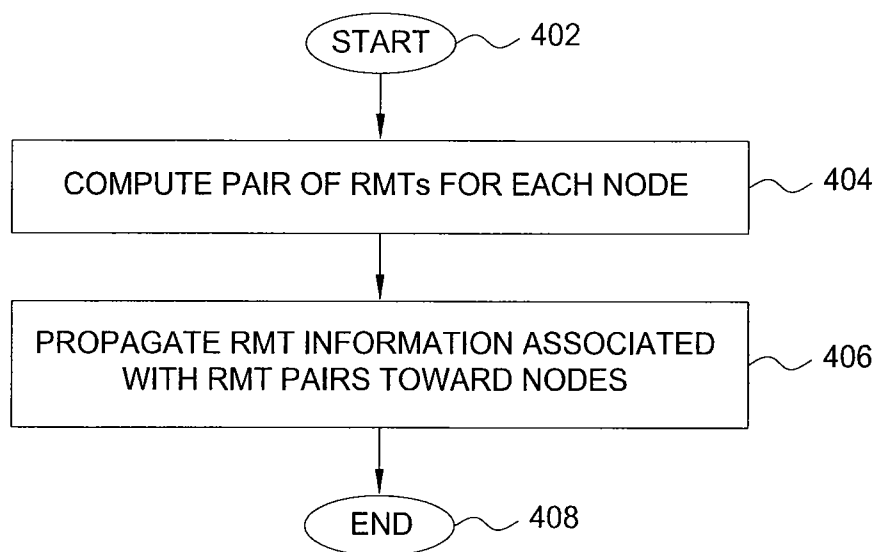 START
402
COMPUTE PAIR OF RMTs FOR EACH NODE
404
PROPAGATE RMT INFORMATION ASSOCIATED
WITH RMT PAIRS TOWARD NODES
406
END
408